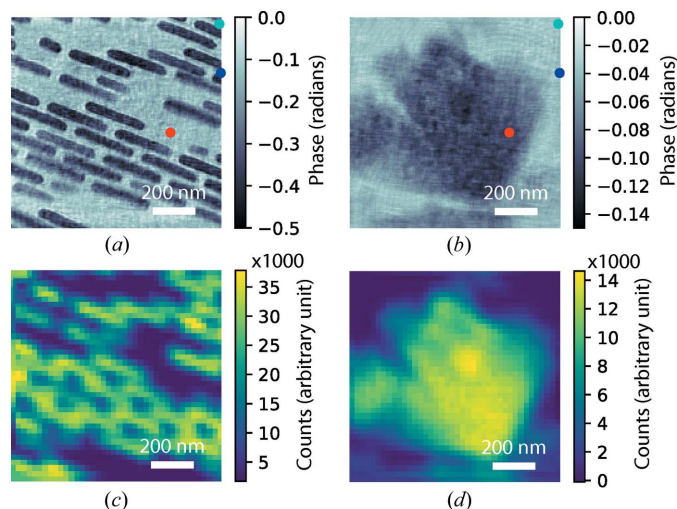 0.0
−0.1
−0.2
−0.3
−0.4
−0.5
Phase (radians)
200 nm
(a)
0.00
−0.02
−0.04
−0.06
−0.08
−0.10
−0.12
−0.14
Phase (radians)
200 nm
(b)
x1000
35
30
25
20
15
10
5
Counts (arbitrary unit)
200 nm
(c)
x1000
14
12
10
8
6
4
2
0
Counts (arbitrary unit)
200 nm
(d)